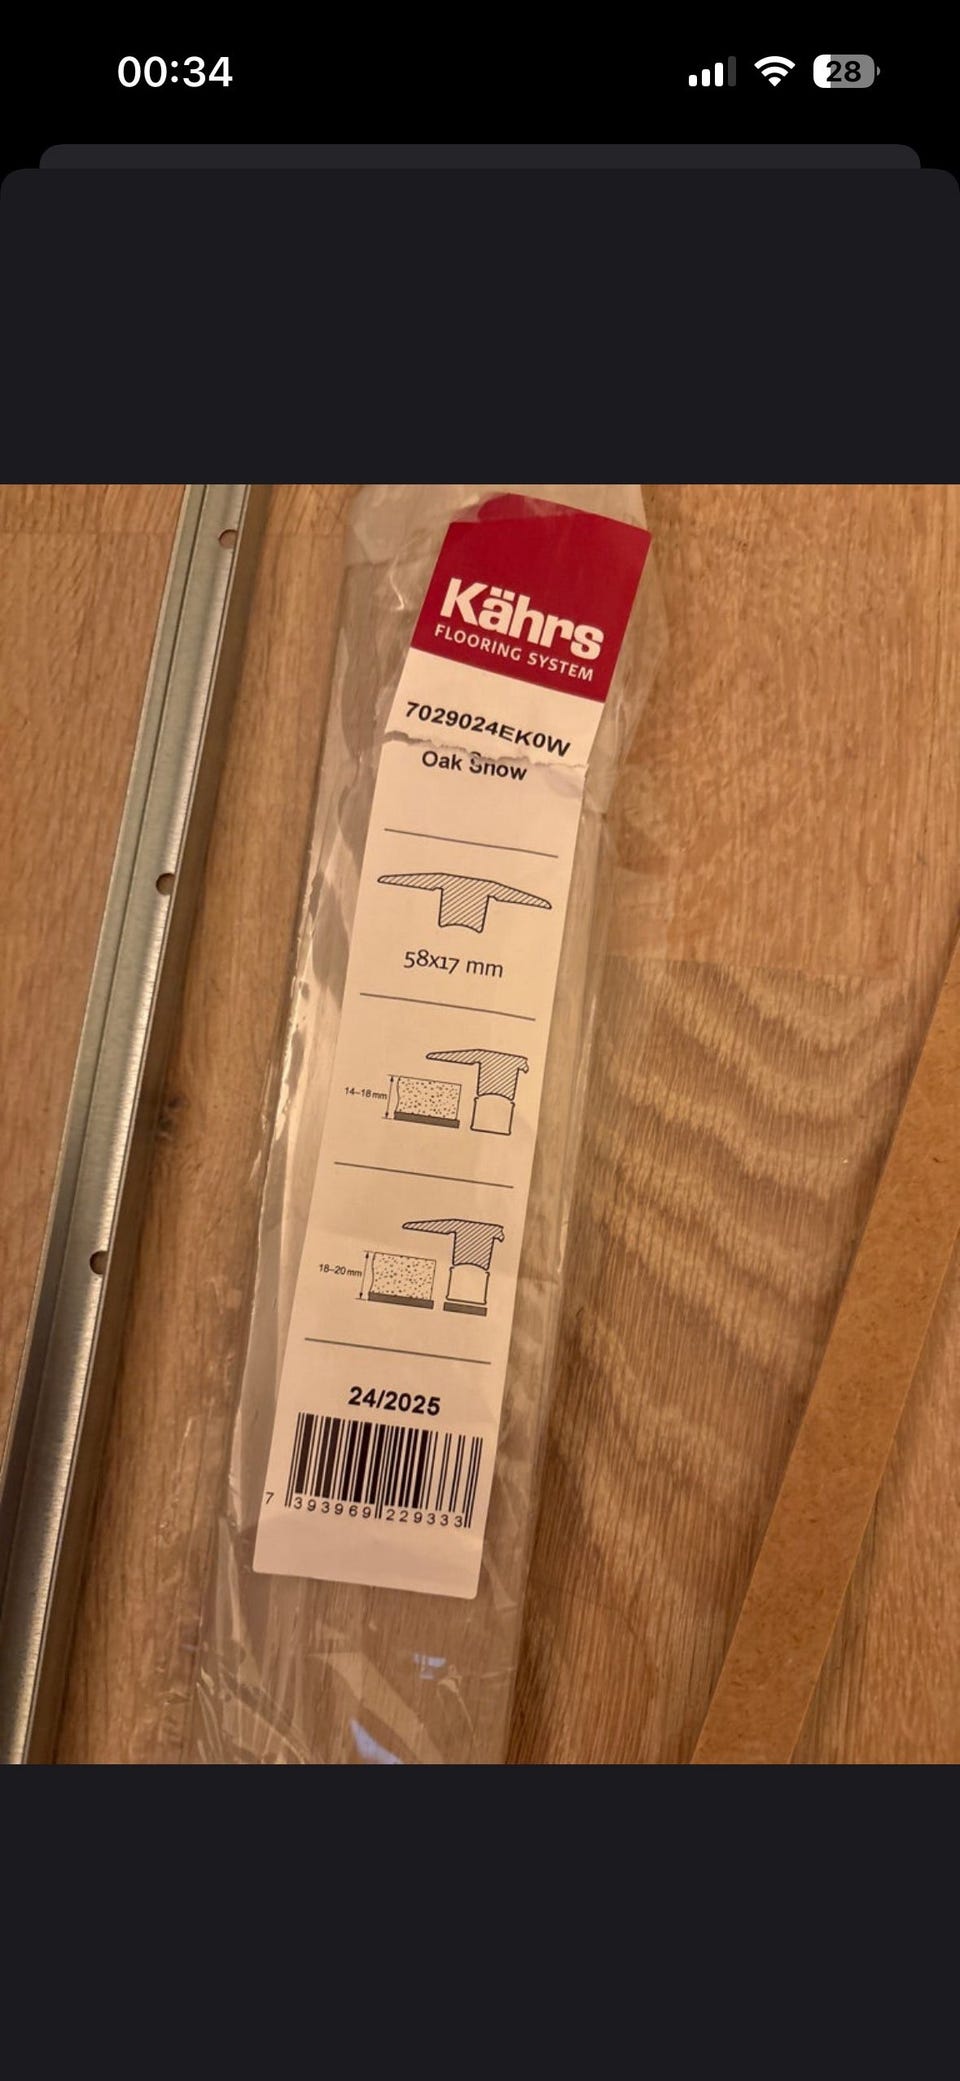 00:34
28
Kährs
FLOORING SYSTEM
7029024EK0W
Oak Snow
58x17 mm
14–18 mm
18–20 mm
24/2025
7 393969 229333